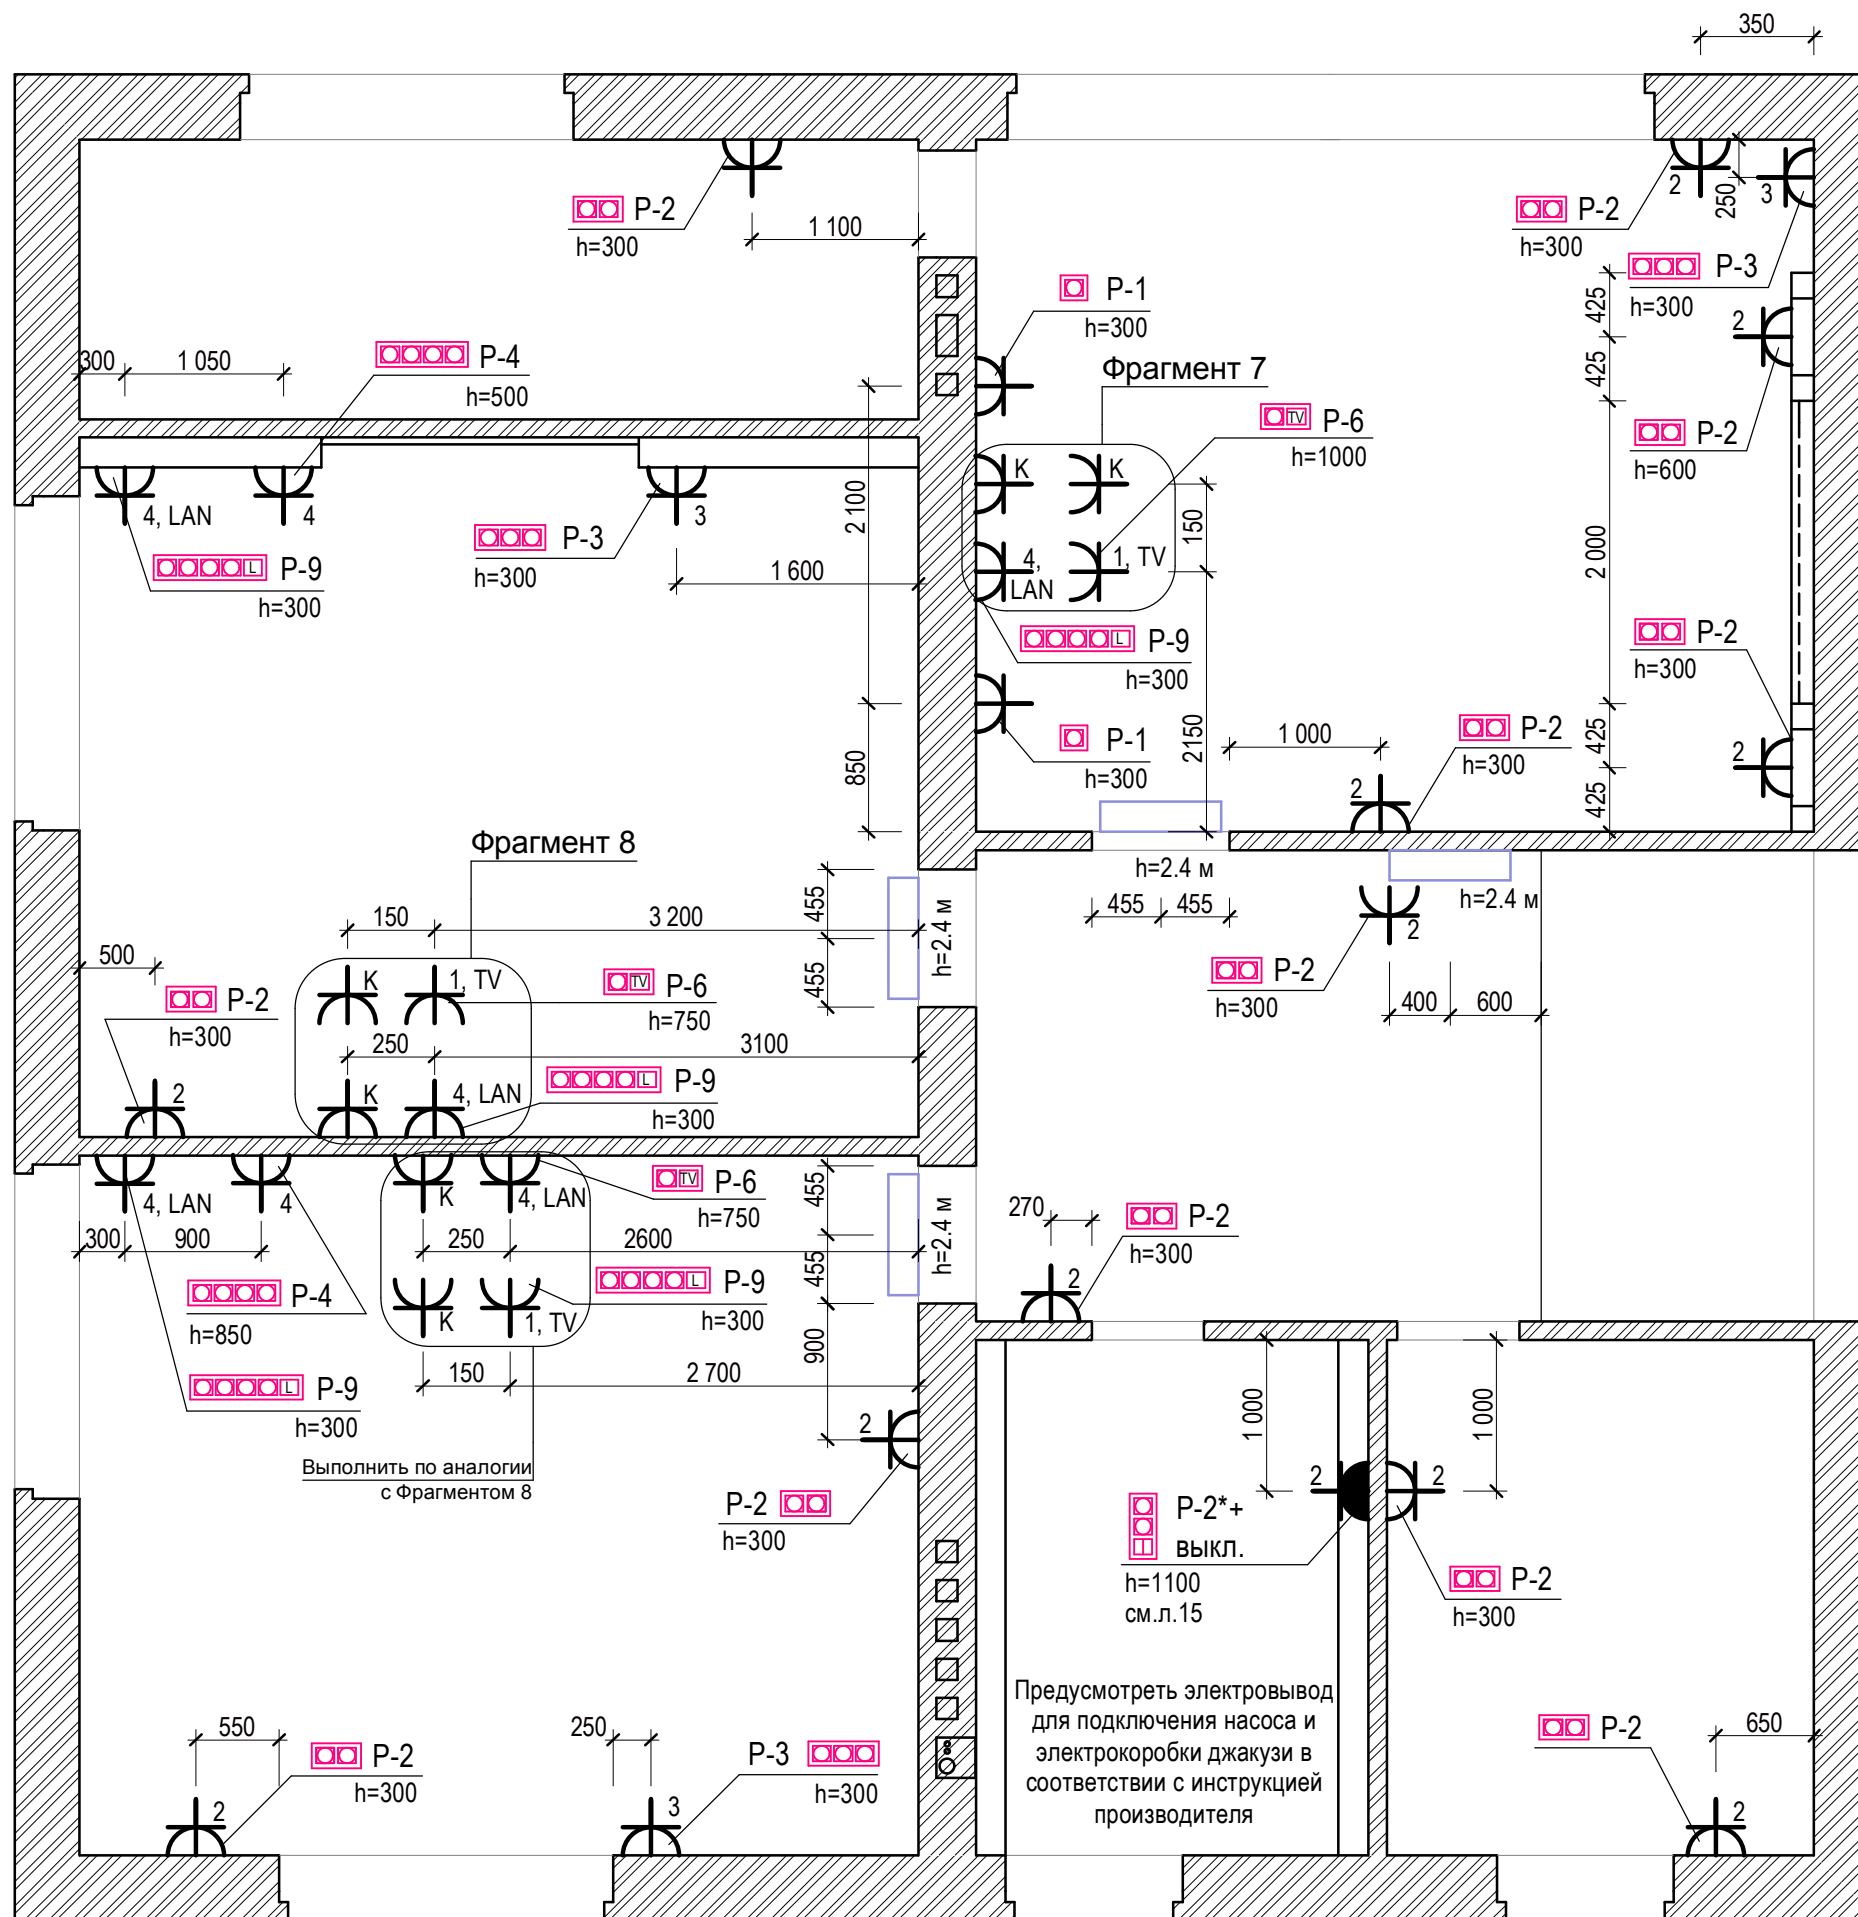 350
P-2
h=300
1 100
2
3
250
P-2
h=300
P-3
h=300
P-1
h=300
425
2
425
300
1 050
P-4
h=500
Фрагмент 7
TV
P-6
h=1000
P-2
h=600
4, LAN
4
3
K
K
2 100
150
4,
LAN
1, TV
2 000
P-3
h=300
L
P-9
h=300
1 600
L
P-9
h=300
P-2
h=300
P-1
h=300
2150
1 000
P-2
h=300
850
2
425
2
425
Фрагмент 8
h=2.4 м
h=2.4 м
455
455
2
150
3 200
455
h=2.4 м
455
500
P-2
h=300
K
1, TV
TV
P-6
h=750
P-2
h=300
400
600
250
3100
2
K
4, LAN
L
P-9
h=300
4, LAN
4
K
4, LAN
TV
P-6
h=750
455
h=2.4 м
455
270
P-2
h=300
300
900
250
2600
2
P-4
h=850
K
1, TV
L
P-9
h=300
900
150
2 700
L
P-9
h=300
Выполнить по аналогии
с Фрагментом 8
2
1 000
1 000
2
2
P-2
h=300
P-2*+
выкл.
h=1100
см.л.15
P-2
h=300
Предусмотреть электровывод
для подключения насоса и
электрокоробки джакузи в
соответствии с инструкцией
производителя
550
P-2
h=300
250
P-3
h=300
P-2
650
2
3
2